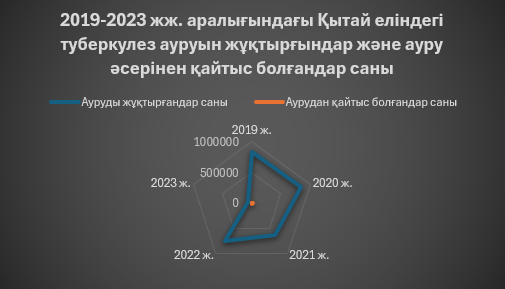 2019-2023 жж. аралығындағы Қытай еліндегі
туберкулез ауруын жұқтырғындар және ауру
әсерінен қайтыс болғандар саны
Ауруды жұқтырғандар саны
Аурудан қайтыс болғандар саны
2019 ж.
1000000
500000
0
2020 ж.
2021 ж.
2022 ж.
2023 ж.